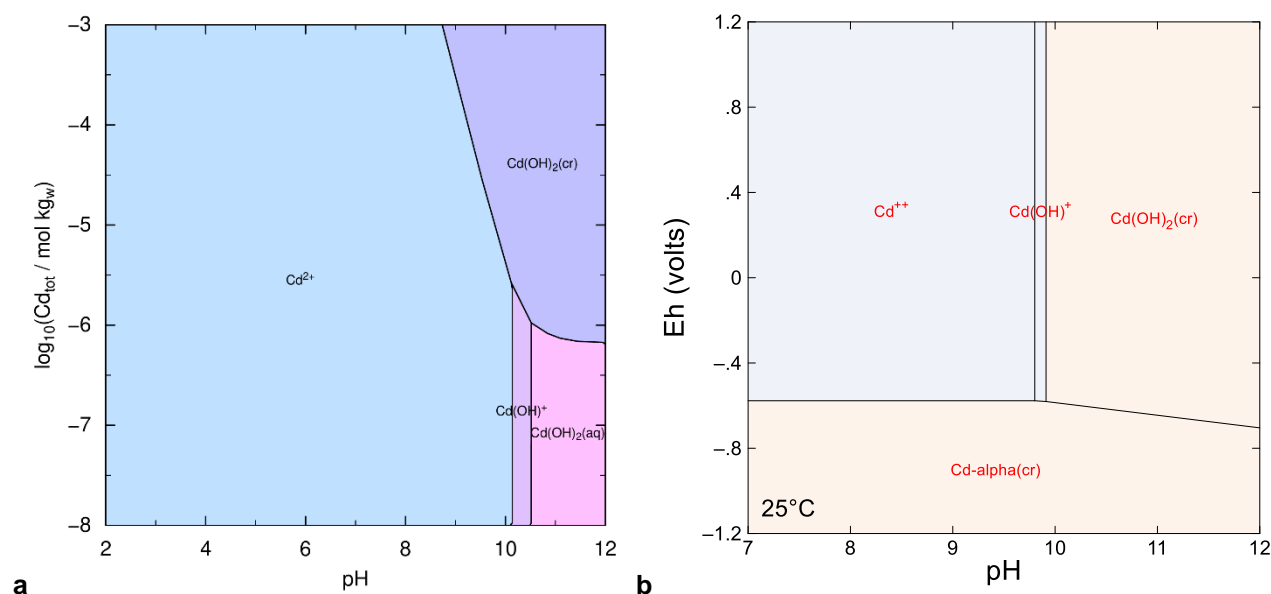 −3
−4
−5
−6
−7
−8
log₁₀(Cdₜₒₜ / mol kg_w)
Cd(OH)₂(cr)
Cd²⁺
Cd(OH)⁺
Cd(OH)₂(aq)
2
4
6
8
10
12
pH
a
1.2
.8
.4
0
−.4
−.8
−1.2
Eh (volts)
Cd⁺⁺
Cd(OH)⁺
Cd(OH)₂(cr)
Cd-alpha(cr)
25°C
7
8
9
10
11
12
pH
b